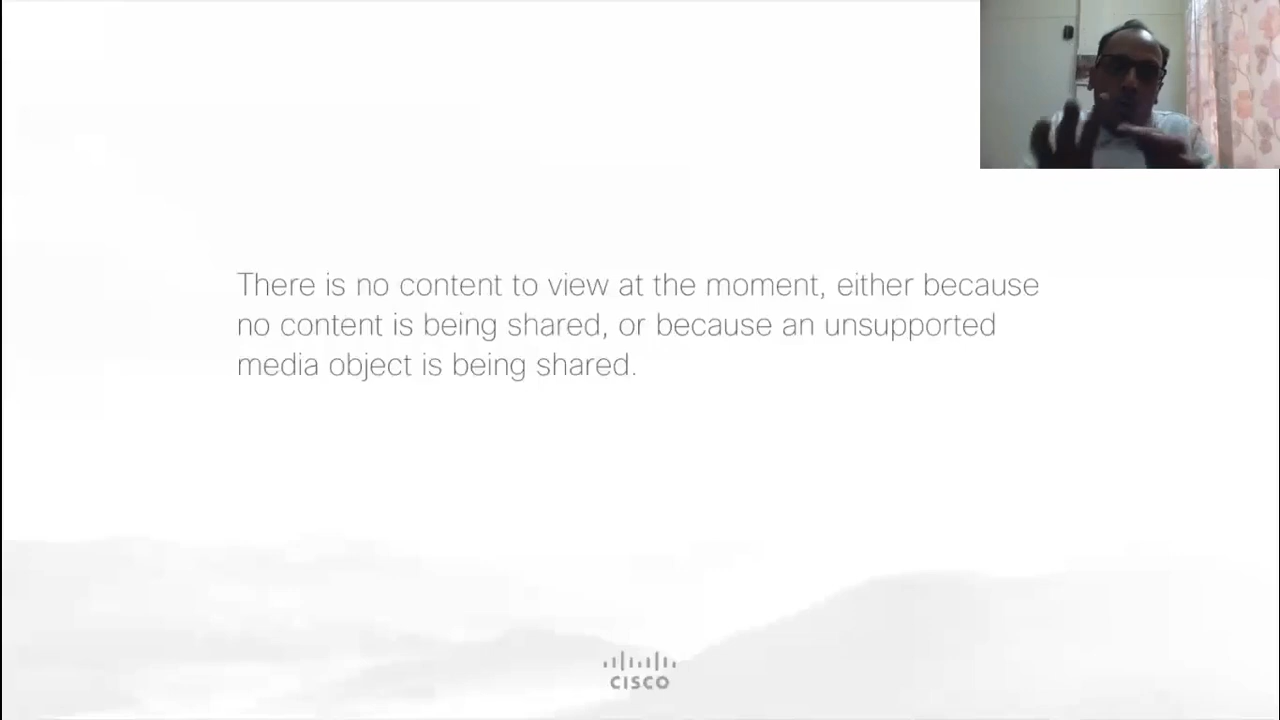 There is no content to view at the moment, either because
no content is being shared, or because an unsupported
media object is being shared.
CISCO